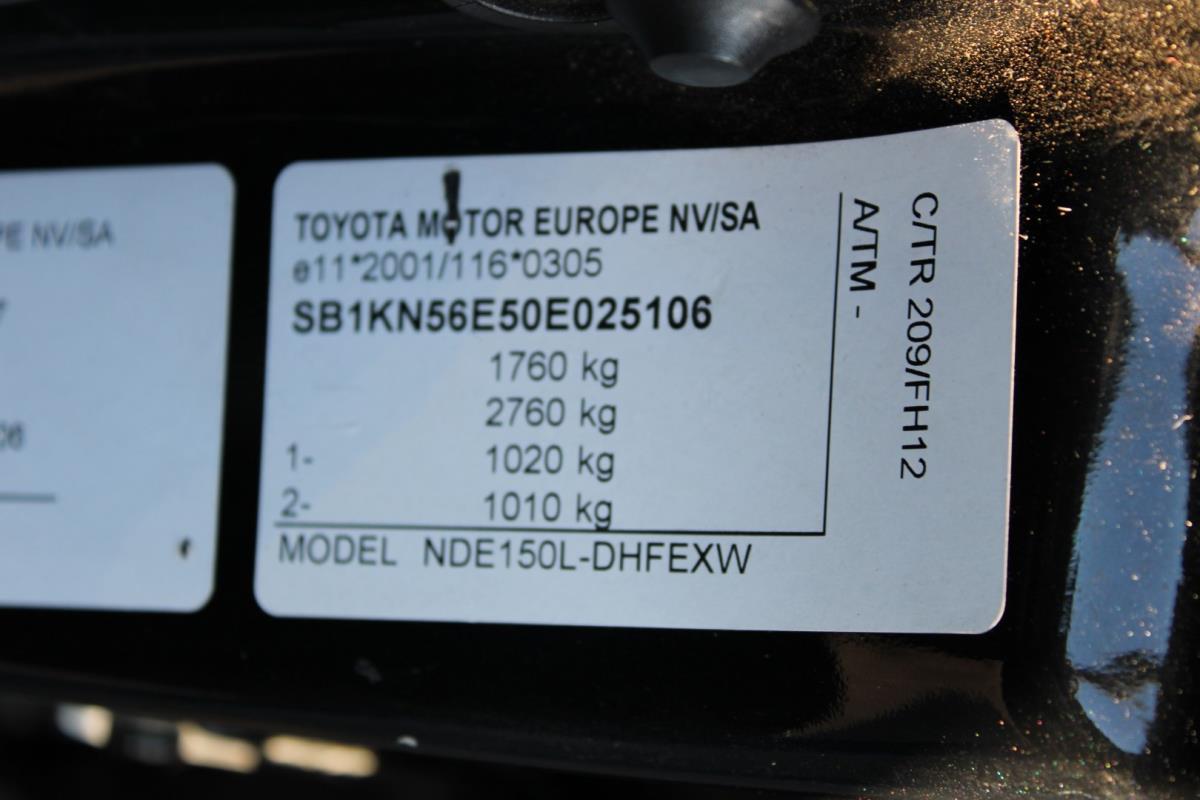 PE NV/SA
TOYOTA MOTOR EUROPE NV/SA
e11*2001/116*0305
SB1KN56E50E025106
1760 kg
2760 kg
1- 1020 kg
2- 1010 kg
MODEL NDE150L-DHFEXW
C/TR 209/FH12
A/TM -